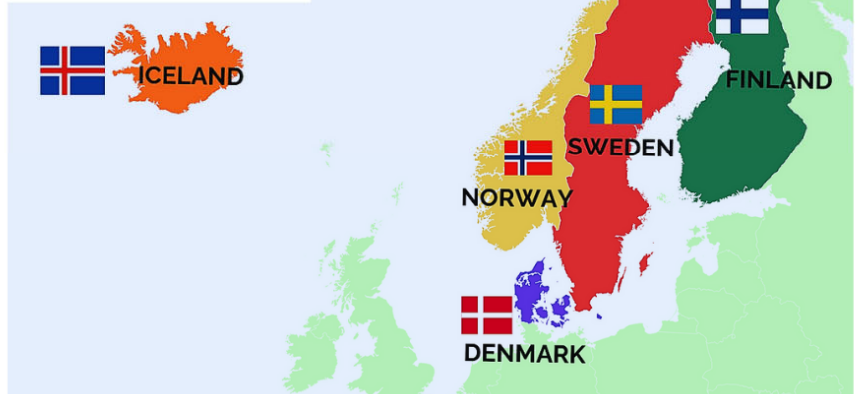 ICELAND
FINLAND
SWEDEN
NORWAY
DENMARK